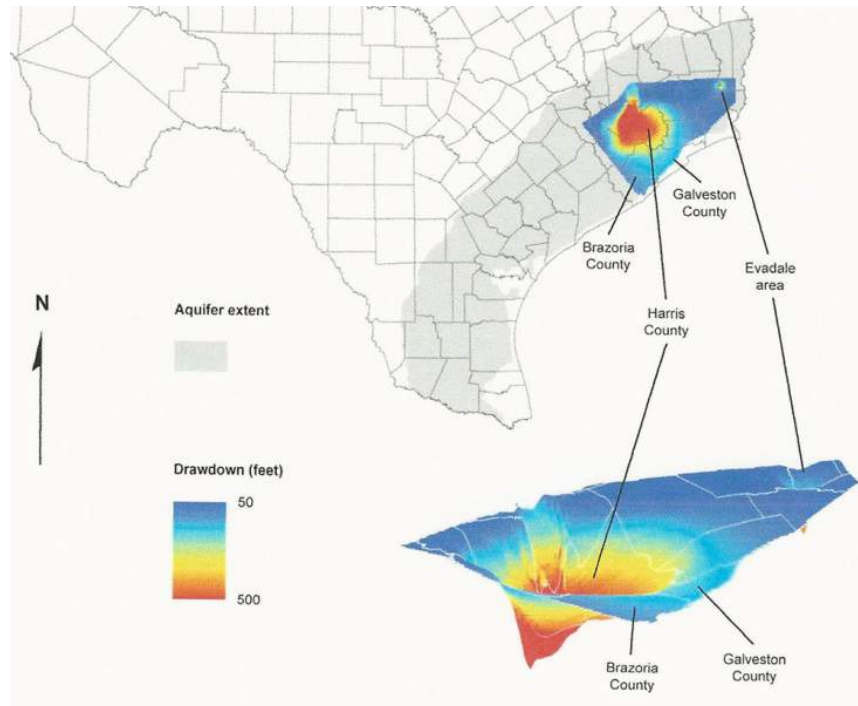 Galveston
County
Brazoria
County
Evadale
area
N
Aquifer extent
Harris
County
Drawdown (feet)
50
500
Brazoria
County
Galveston
County